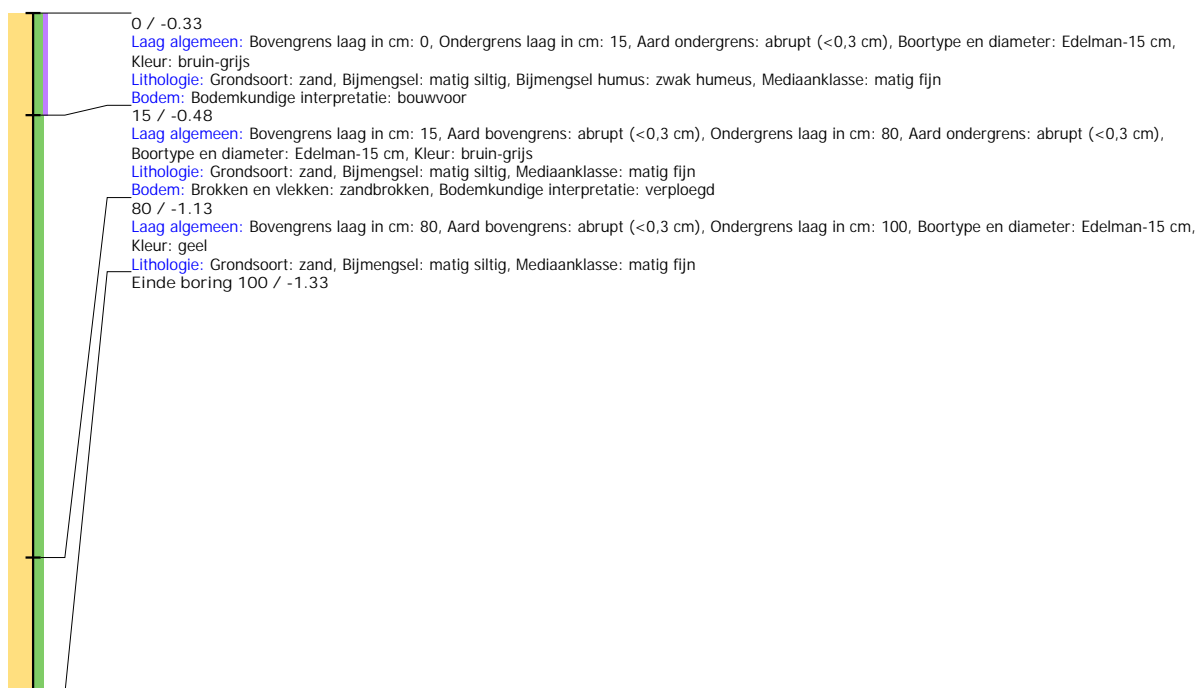 0 / -0.33
Laag algemeen: Bovengrens laag in cm: 0, Ondergrens laag in cm: 15, Aard ondergrens: abrupt (<0,3 cm), Boortype en diameter: Edelman-15 cm,
Kleur: bruin-grijs
Lithologie: Grondsoort: zand, Bijmengsel: matig siltig, Bijmengsel humus: zwak humeus, Mediaanklasse: matig fijn
Bodem: Bodemkundige interpretatie: bouwvoor
15 / -0.48
Laag algemeen: Bovengrens laag in cm: 15, Aard bovengrens: abrupt (<0,3 cm), Ondergrens laag in cm: 80, Aard ondergrens: abrupt (<0,3 cm),
Boortype en diameter: Edelman-15 cm, Kleur: bruin-grijs
Lithologie: Grondsoort: zand, Bijmengsel: matig siltig, Mediaanklasse: matig fijn
Bodem: Brokken en vlekken: zandbrokken, Bodemkundige interpretatie: verploegd
80 / -1.13
Laag algemeen: Bovengrens laag in cm: 80, Aard bovengrens: abrupt (<0,3 cm), Ondergrens laag in cm: 100, Boortype en diameter: Edelman-15 cm,
Kleur: geel
Lithologie: Grondsoort: zand, Bijmengsel: matig siltig, Mediaanklasse: matig fijn
Einde boring 100 / -1.33